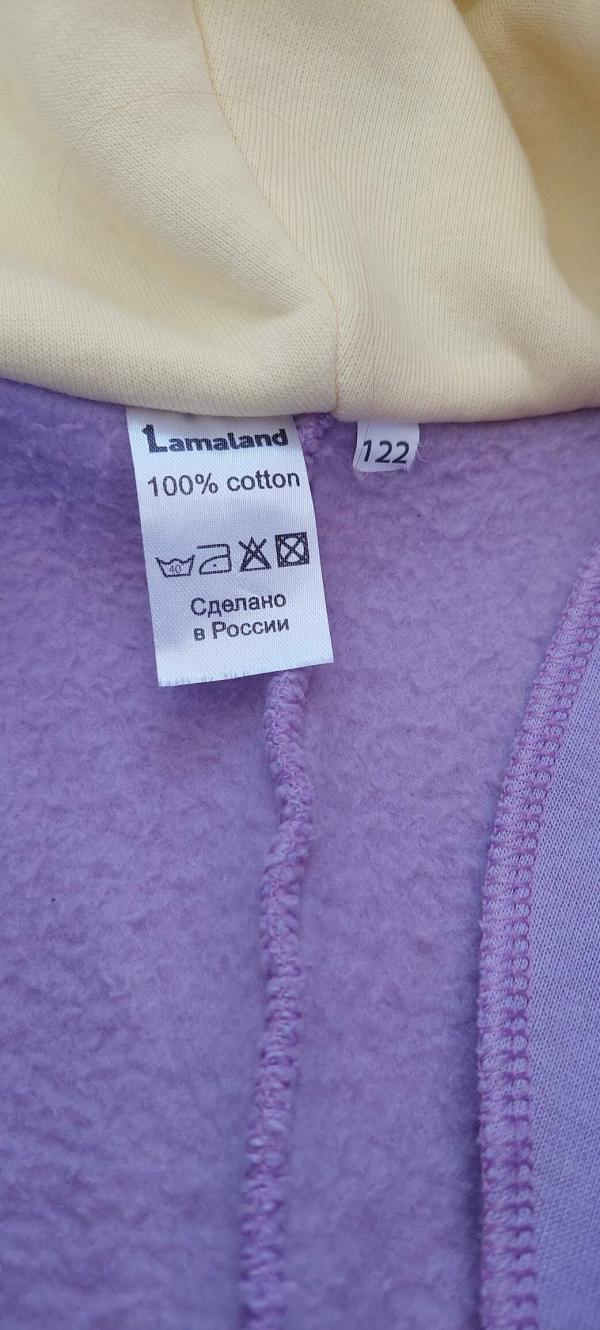 Lamaland
122
100% cotton
40
Сделано
в России